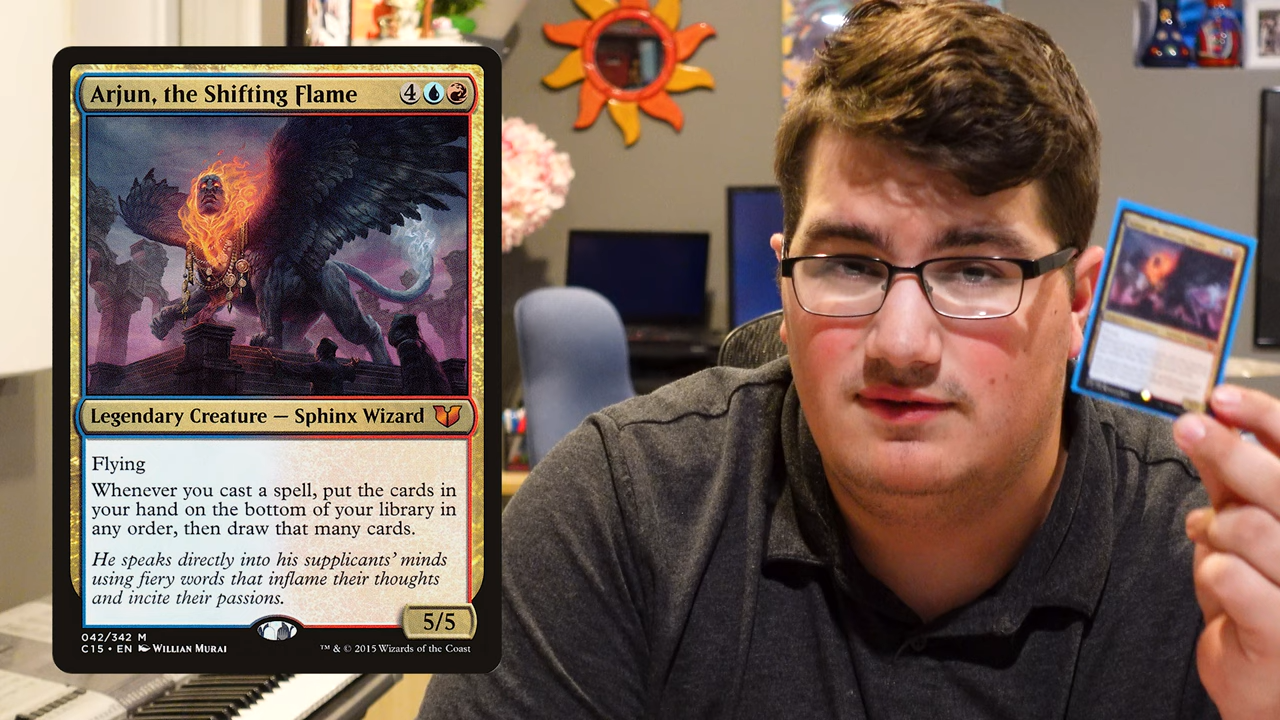 Arjun, the Shifting Flame 4
Legendary Creature — Sphinx Wizard
Flying
Whenever you cast a spell, put the cards in
your hand on the bottom of your library in
any order, then draw that many cards.
He speaks directly into his supplicants' minds
using fiery words that inflame their thoughts
and incite their passions.
5/5
042/342 M
C15 • EN Willian Murai
™ & © 2015 Wizards of the Coast